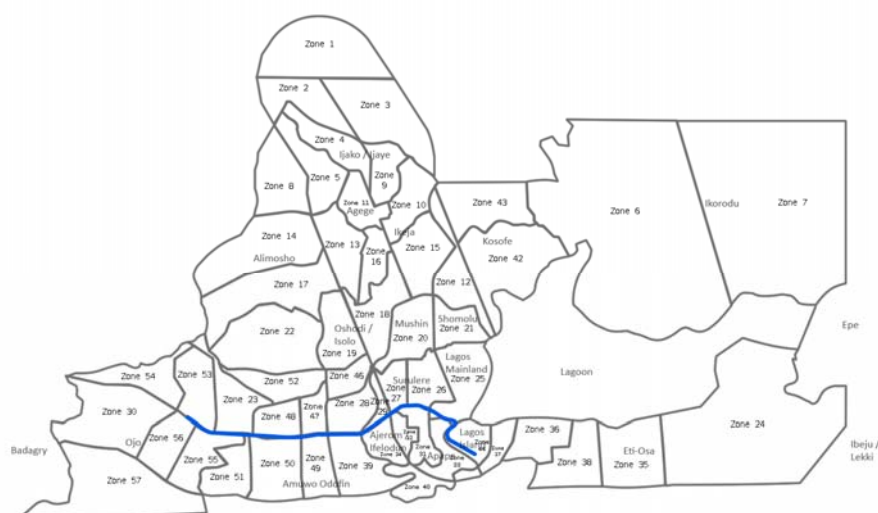 Zone 1
Zone 2
Zone 3
Zone 4
Ijako / Ijaye
Zone 5
Zone
9
Zone 8
Zone 11
Agege
Zone 10
Zone 43
Zone 6
Ikorodu
Zone 7
Zone 14
Alimosho
Zone 13
Ikeja
Zone
16
Zone 15
Kosofe
Zone 42
Zone 17
Zone 12
Zone 18
Zone 22
Oshodi /
Isolo
Zone 19
Mushin
Zone 20
Shomolu
Zone 21
Epe
Lagos
Mainland
Zone 25
Lagoon
Zone 54
Zone 53
Zone 52
Zone 46
Surulere
Zone
27
Zone 26
Zone 23
Zone 30
Zone 48
Zone
47
Zone 28
Zone
29
Zone 24
Badagry
Ojo
Zone 56
Ajeromi
Ifelodun
Lagos
Island
Zone 36
Eti-Osa
Zone 35
Zone 38
Ibeju /
Lekki
Zone 55
Zone 57
Zone 51
Zone 50
Zone
49
Zone 39
Amuwo Odofin
Apapa
Zone 40